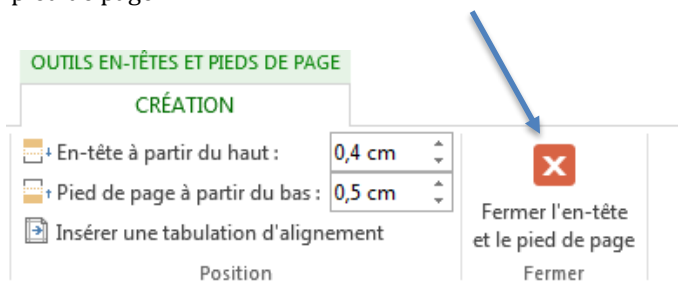 OUTILS EN-TÊTES ET PIEDS DE PAGE
CRÉATION
En-tête à partir du haut : 0,4 cm
Pied de page à partir du bas : 0,5 cm
Insérer une tabulation d'alignement
Position
Fermer l'en-tête
et le pied de page
Fermer